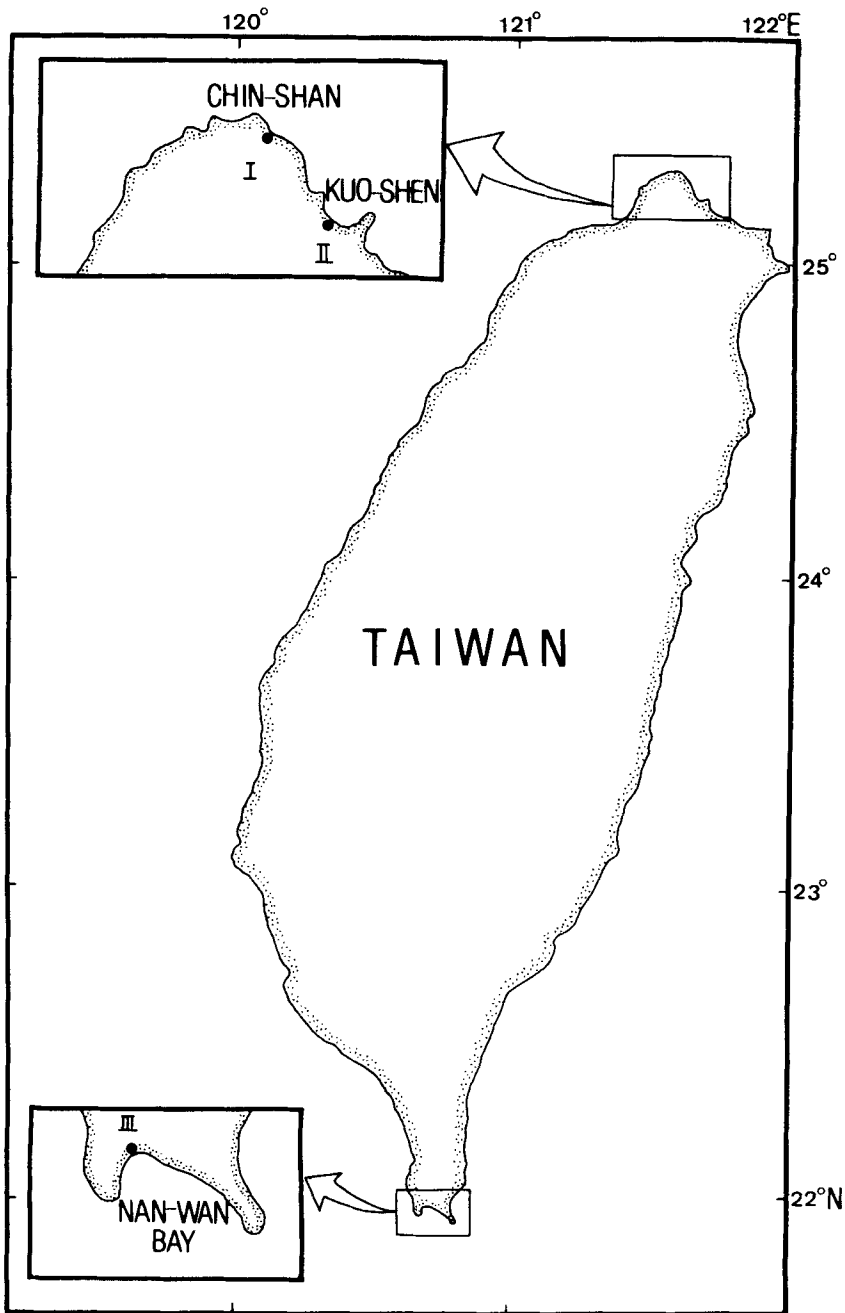 120°
121°
122°E
CHIN-SHAN
I
KUO-SHEN
II
25°
24°
TAIWAN
23°
III
NAN-WAN
BAY
22°N